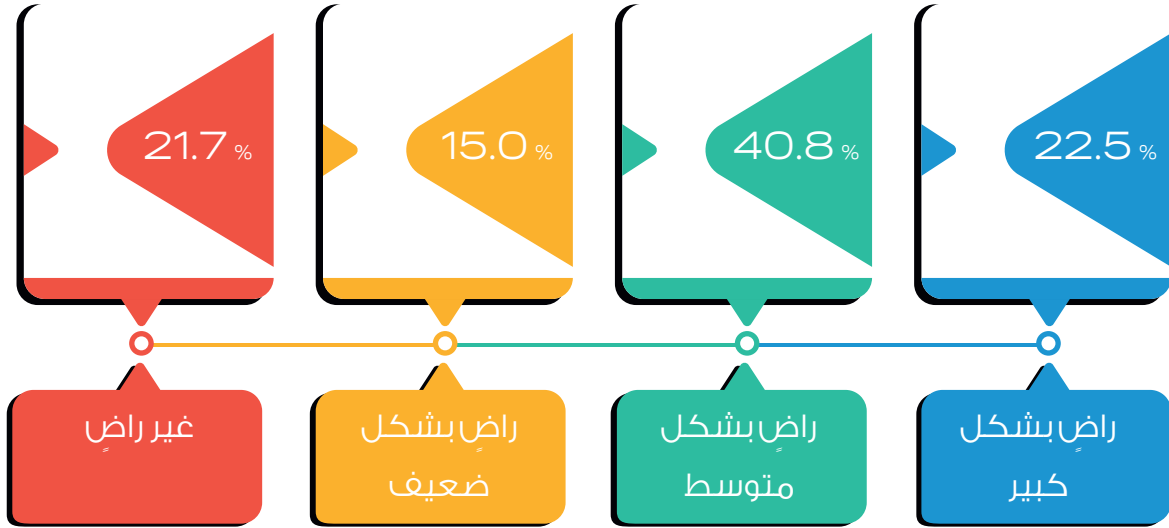 22.5 %
40.8 %
15.0 %
21.7 %
راضٍ بشكل
كبير
راضٍ بشكل
متوسط
راضٍ بشكل
ضعيف
غير راضٍ